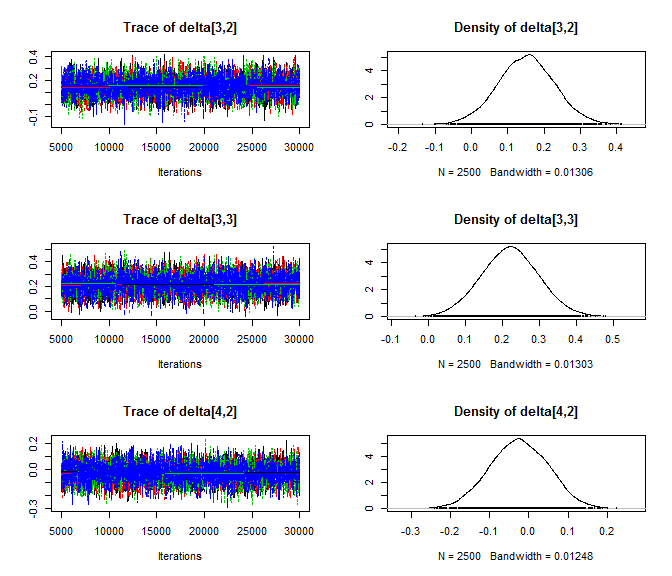 Trace of delta[3,2]
0.4
0.2
-0.1
5000 10000 15000 20000 25000 30000
Iterations
Density of delta[3,2]
4
2
0
-0.2 -0.1 0.0 0.1 0.2 0.3 0.4
N = 2500 Bandwidth = 0.01306
Trace of delta[3,3]
0.4
0.2
0.0
5000 10000 15000 20000 25000 30000
Iterations
Density of delta[3,3]
4
2
0
-0.1 0.0 0.1 0.2 0.3 0.4 0.5
N = 2500 Bandwidth = 0.01303
Trace of delta[4,2]
0.2
0.0
-0.3
5000 10000 15000 20000 25000 30000
Iterations
Density of delta[4,2]
4
2
0
-0.3 -0.2 -0.1 0.0 0.1 0.2
N = 2500 Bandwidth = 0.01248